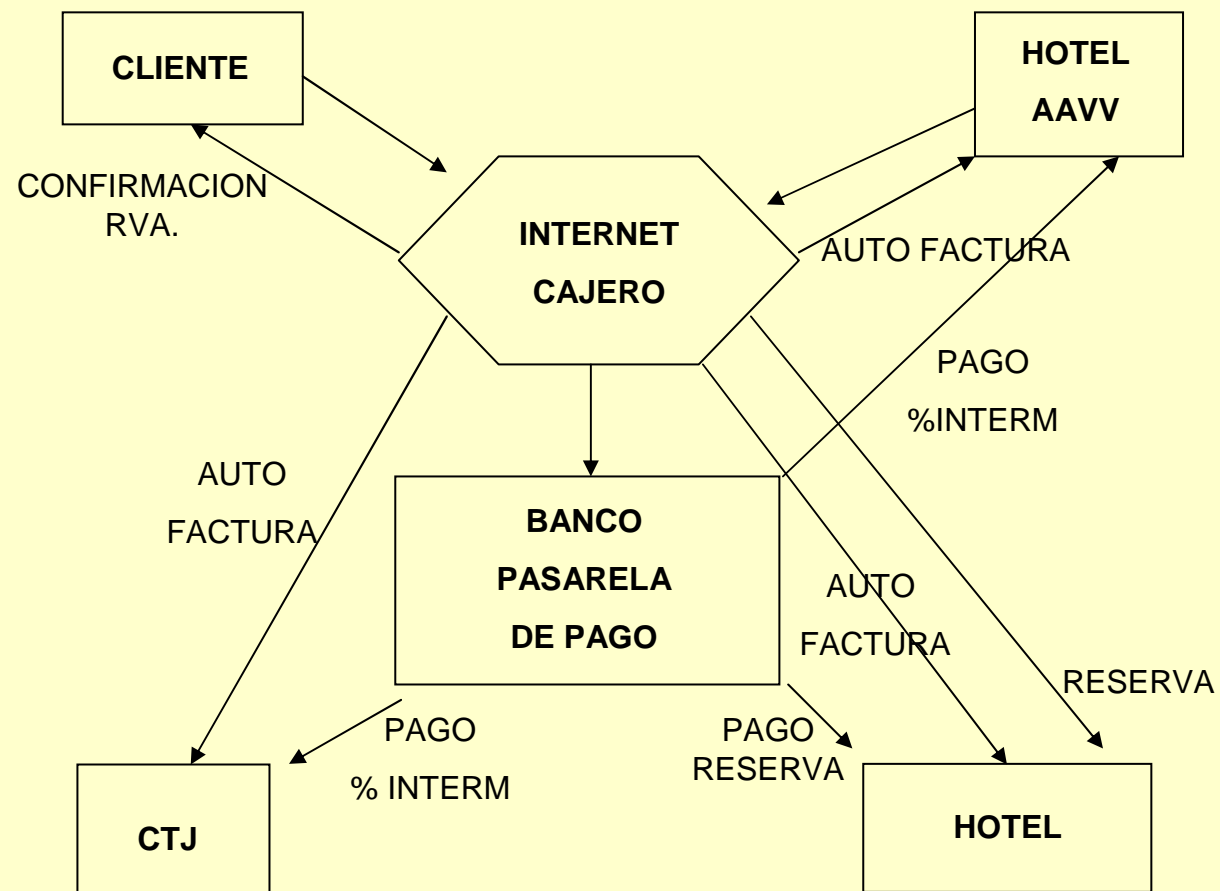 CLIENTE
HOTEL
AAVV
CONFIRMACION
RVA.
INTERNET
CAJERO
AUTO FACTURA
PAGO
%INTERM
AUTO
FACTURA
BANCO
PASARELA
DE PAGO
AUTO
FACTURA
RESERVA
PAGO
% INTERM
PAGO
RESERVA
CTJ
HOTEL